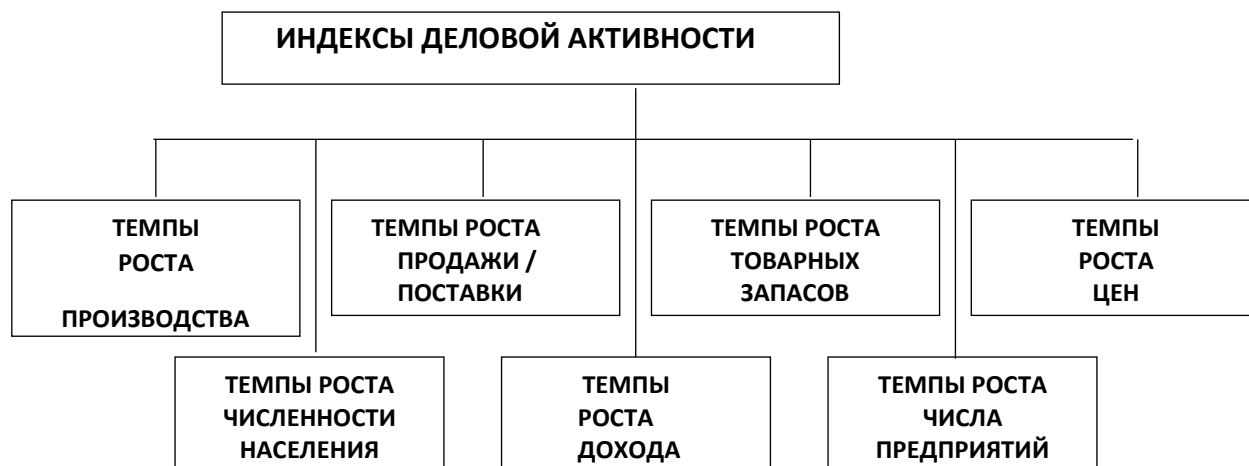 ИНДЕКСЫ ДЕЛОВОЙ АКТИВНОСТИ
ТЕМПЫ
РОСТА
ПРОИЗВОДСТВА
ТЕМПЫ РОСТА
ПРОДАЖИ /
ПОСТАВКИ
ТЕМПЫ РОСТА
ТОВАРНЫХ
ЗАПАСОВ
ТЕМПЫ
РОСТА
ЦЕН
ТЕМПЫ РОСТА
ЧИСЛЕННОСТИ
НАСЕЛЕНИЯ
ТЕМПЫ
РОСТА
ДОХОДА
ТЕМПЫ РОСТА
ЧИСЛА
ПРЕДПРИЯТИЙ